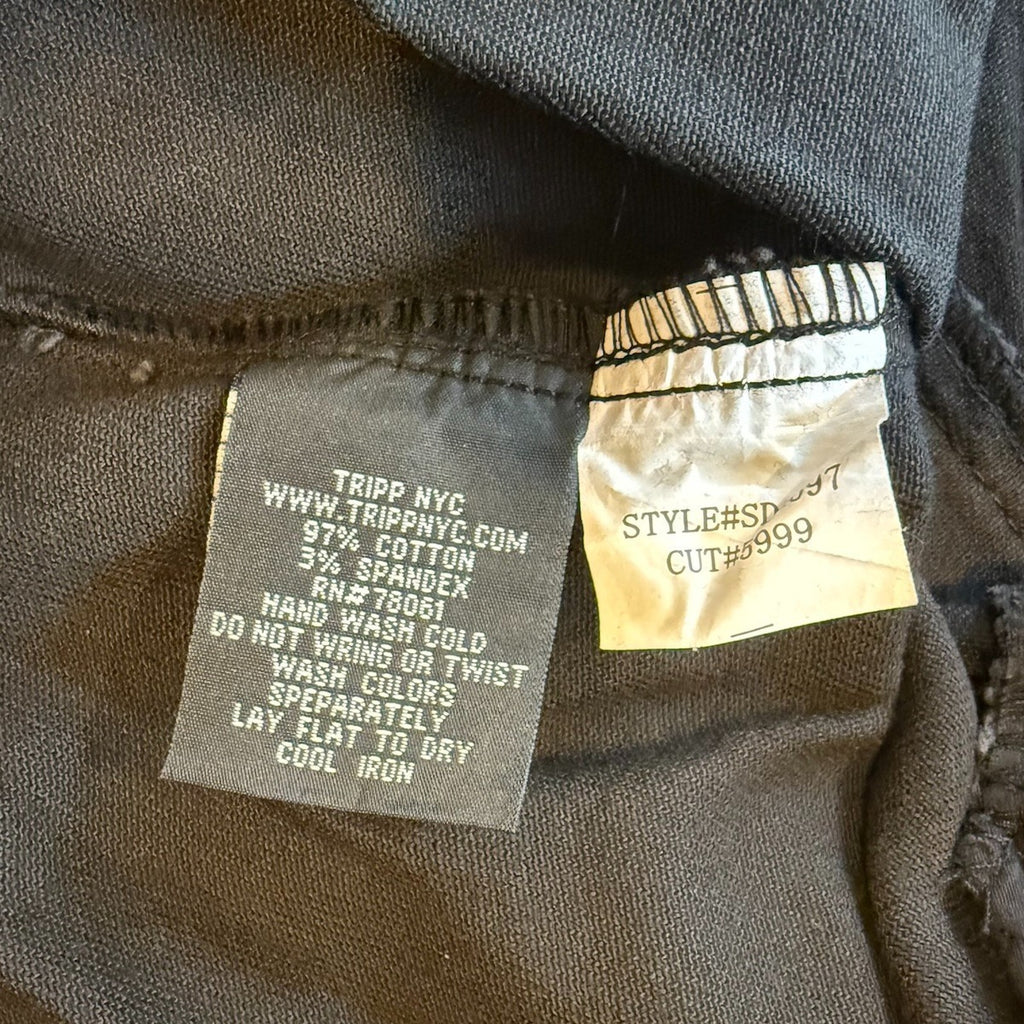 TRIPP NYC
WWW.TRIPPNYC.COM
97% COTTON
3% SPANDEX
RN# 78061
HAND WASH COLD
DO NOT WRING OR TWIST
WASH COLORS
SPEPARATELY
LAY FLAT TO DRY
COOL IRON
CUT#5999